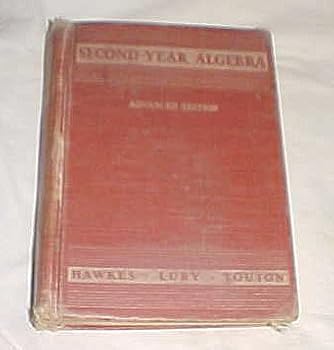 SECOND-YEAR ALGEBRA
ADVANCED EDITION
HAWKES · LUBY · TOUTON